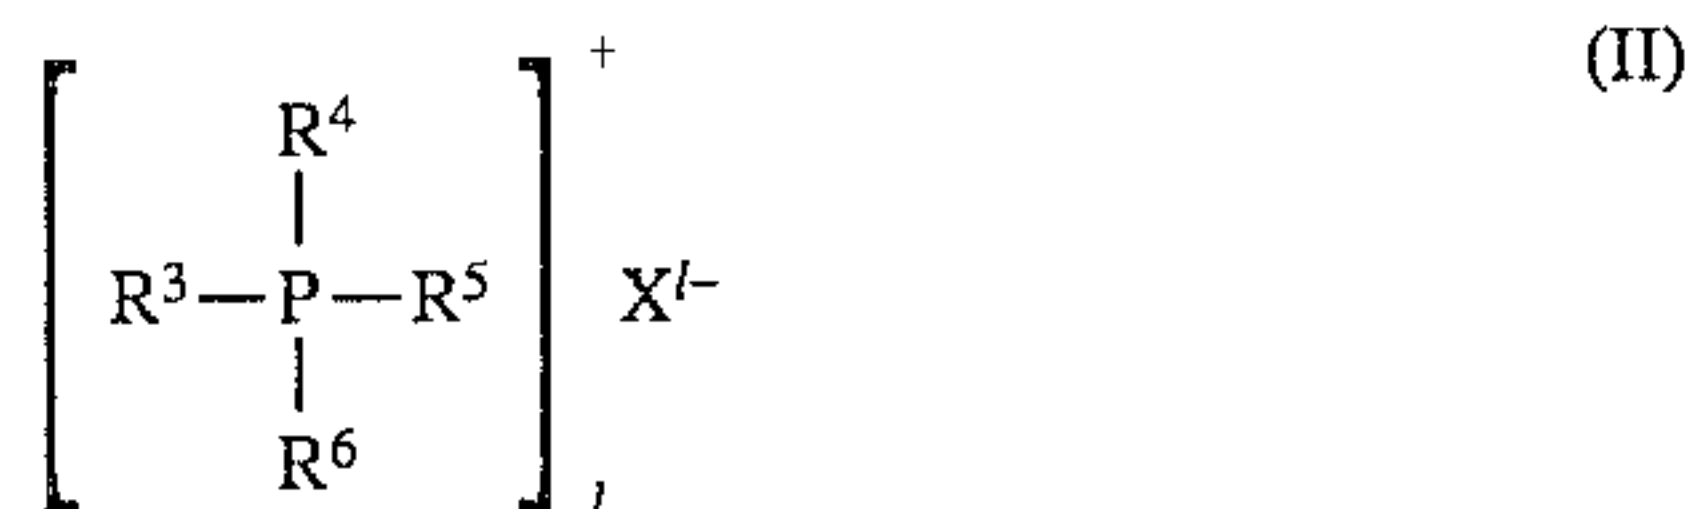 + (II)
R⁴
R³—P—R⁵ Xˡ⁻
R⁶
,